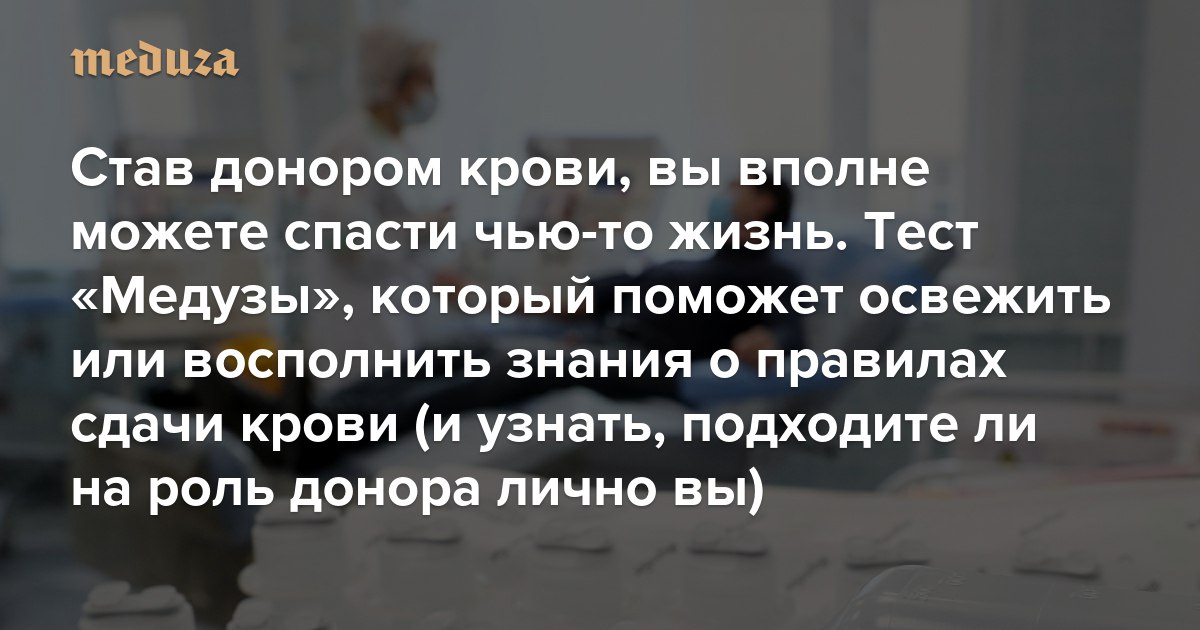 meduza
Став донором крови, вы вполне
можете спасти чью-то жизнь. Тест
«Медузы», который поможет освежить
или восполнить знания о правилах
сдачи крови (и узнать, подходите ли
на роль донора лично вы)